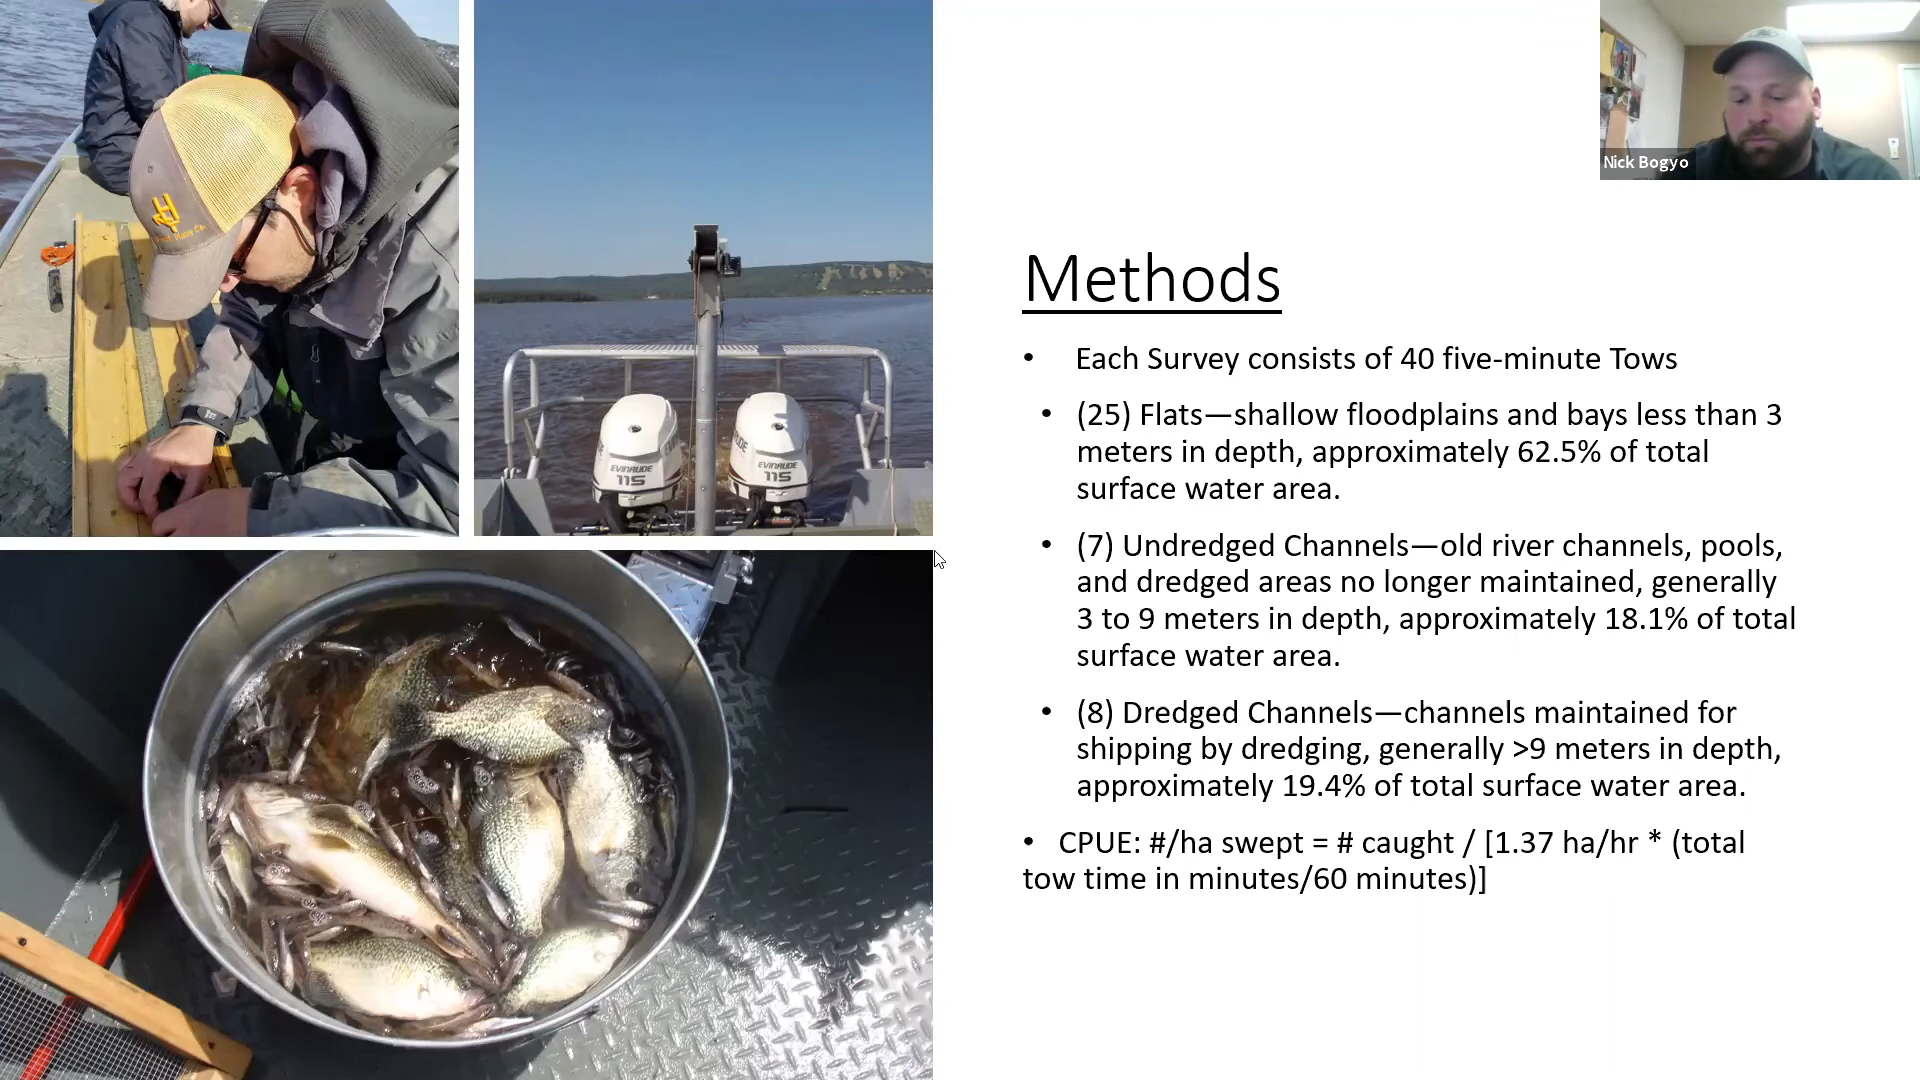 Nick Bogyo
Methods
• Each Survey consists of 40 five-minute Tows
• (25) Flats—shallow floodplains and bays less than 3
meters in depth, approximately 62.5% of total
surface water area.
• (7) Undredged Channels—old river channels, pools,
and dredged areas no longer maintained, generally
3 to 9 meters in depth, approximately 18.1% of total
surface water area.
• (8) Dredged Channels—channels maintained for
shipping by dredging, generally >9 meters in depth,
approximately 19.4% of total surface water area.
• CPUE: #/ha swept = # caught / [1.37 ha/hr * (total
tow time in minutes/60 minutes)]
EVINRUDE
115
EVINRUDE
115